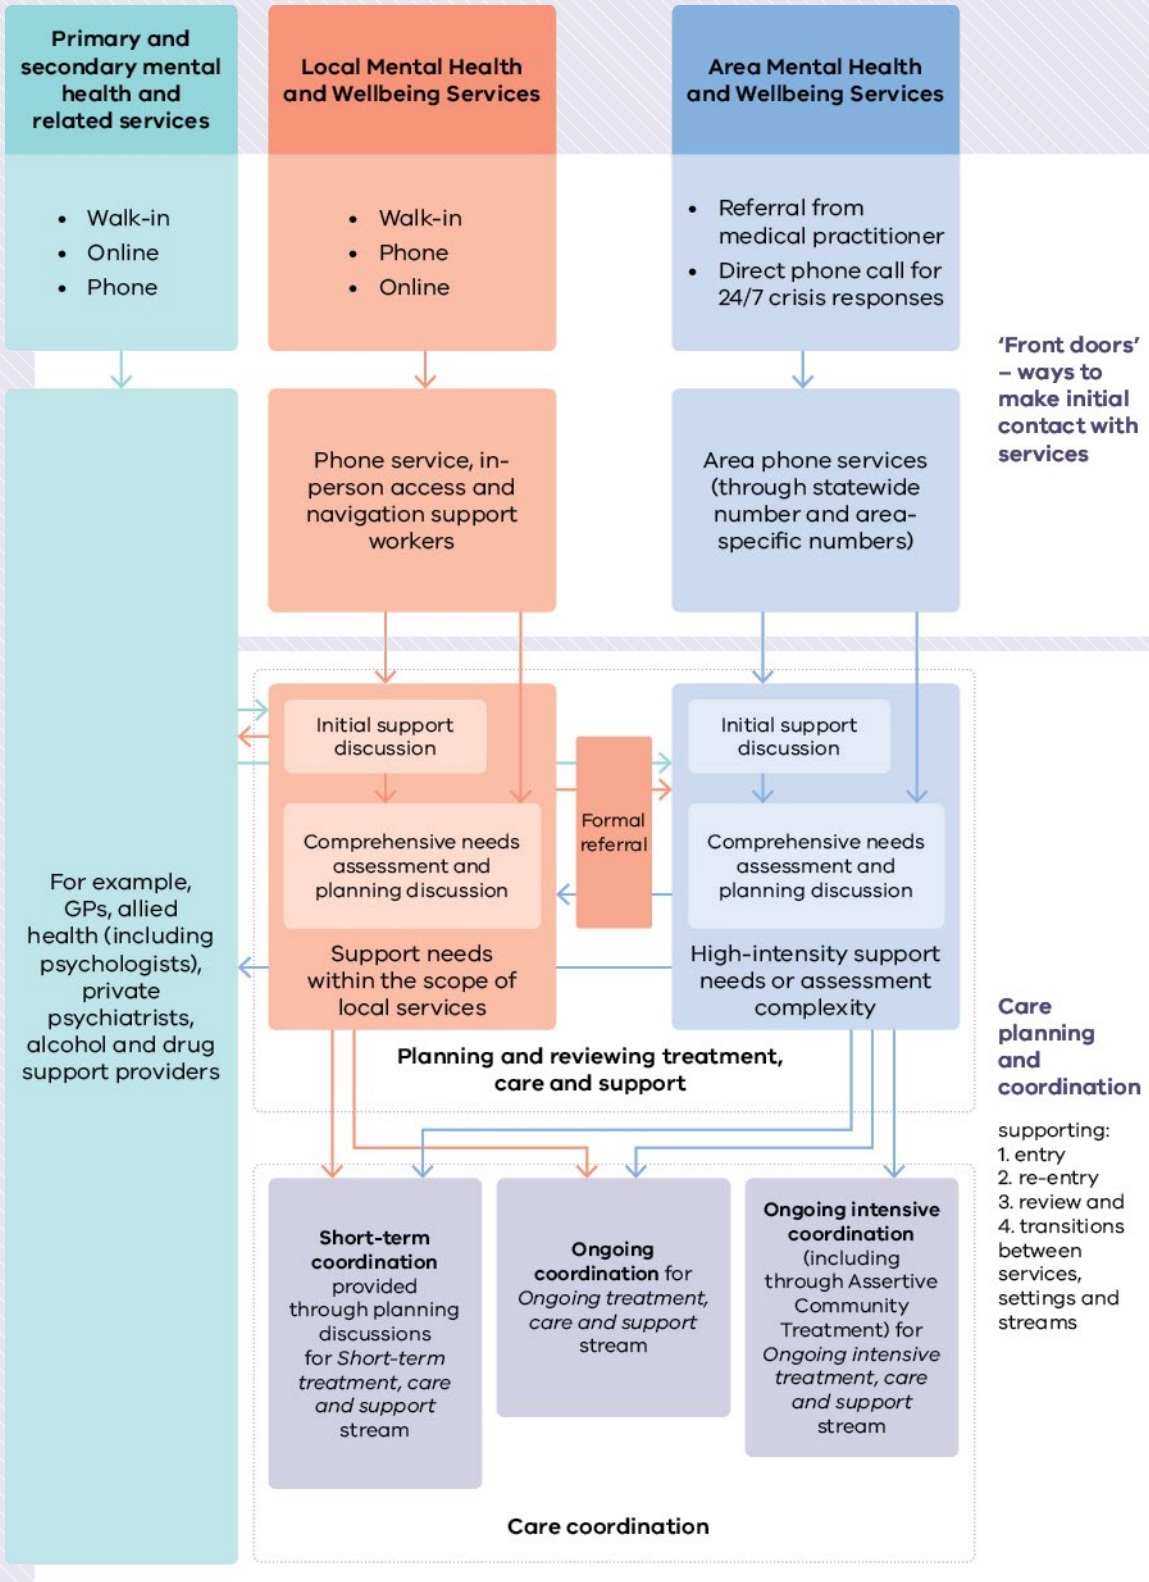 Primary and
secondary mental
health and
related services
Local Mental Health
and Wellbeing Services
Area Mental Health
and Wellbeing Services
• Walk-in
• Online
• Phone
• Walk-in
• Phone
• Online
• Referral from
medical practitioner
• Direct phone call for
24/7 crisis responses
‘Front doors’
– ways to
make initial
contact with
services
Phone service, in-
person access and
navigation support
workers
Area phone services
(through statewide
number and area-
specific numbers)
For example,
GPs, allied
health (including
psychologists),
private
psychiatrists,
alcohol and drug
support providers
Initial support
discussion
Comprehensive needs
assessment and
planning discussion
Support needs
within the scope of
local services
Formal
referral
Initial support
discussion
Comprehensive needs
assessment and
planning discussion
High-intensity support
needs or assessment
complexity
Planning and reviewing treatment,
care and support
Care
planning
and
coordination
supporting:
1. entry
2. re-entry
3. review and
4. transitions
between
services,
settings and
streams
Short-term
coordination
provided
through planning
discussions
for Short-term
treatment, care
and support
stream
Ongoing
coordination for
Ongoing treatment,
care and support
stream
Ongoing intensive
coordination
(including
through Assertive
Community
Treatment) for
Ongoing intensive
treatment, care
and support
stream
Care coordination